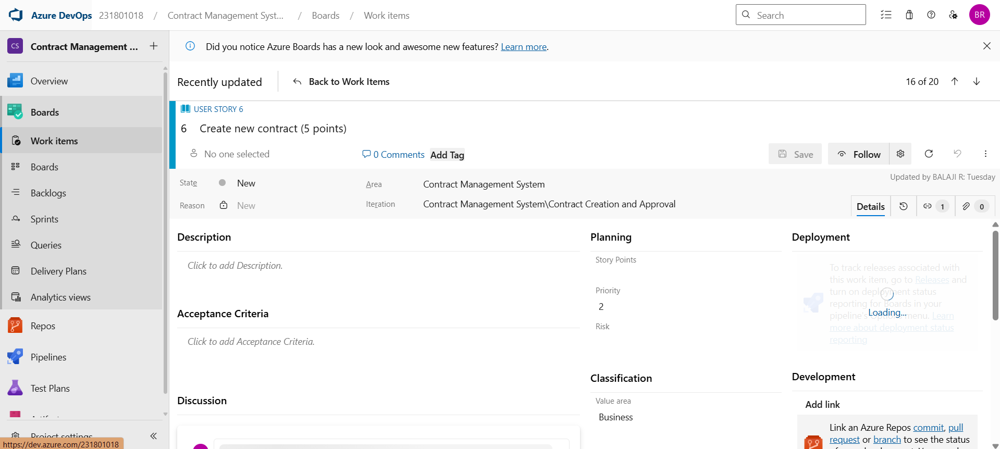 Azure DevOps 231801018 / Contract Management Syst... / Boards / Work items
Search
BR
CS Contract Management ...
Did you notice Azure Boards has a new look and awesome new features? Learn more.
Overview
Boards
Work items
Boards
Backlogs
Sprints
Queries
Delivery Plans
Analytics views
Repos
Pipelines
Test Plans
Project settings
https://dev.azure.com/231801018
Recently updated
Back to Work Items
16 of 20
USER STORY 6
6 Create new contract (5 points)
No one selected
0 Comments
Add Tag
Save
Follow
Updated by BALAJI R: Tuesday
State New
Area Contract Management System
Reason New
Iteration Contract Management System\Contract Creation and Approval
Details
1
0
Description
Click to add Description.
Acceptance Criteria
Click to add Acceptance Criteria.
Discussion
Planning
Story Points
Priority
2
Risk
Classification
Value area
Business
Deployment
To track releases associated with
this work item, go to Releases and
turn on deployment status
reporting for Boards in your
pipeline's Options menu. Learn
more about deployment status
reporting
Loading...
Development
Add link
Link an Azure Repos commit, pull
request or branch to see the status